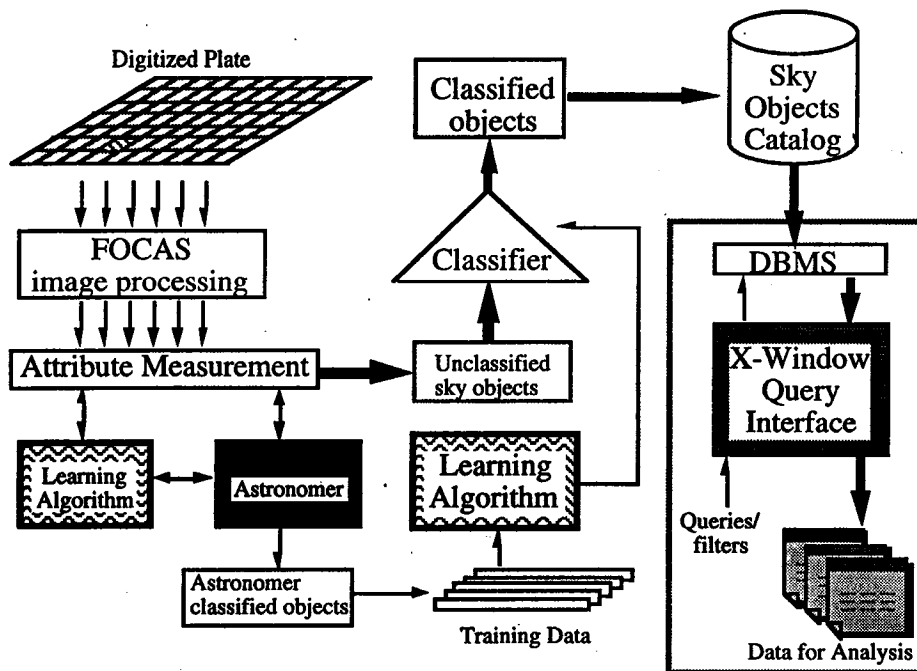 Digitized Plate
FOCAS
image processing
Attribute Measurement
Learning
Algorithm
Astronomer
Astronomer
classified objects
Training Data
Learning
Algorithm
Unclassified
sky objects
Classifier
Classified
objects
Sky
Objects
Catalog
DBMS
X-Window
Query
Interface
Queries/
filters
Data for Analysis